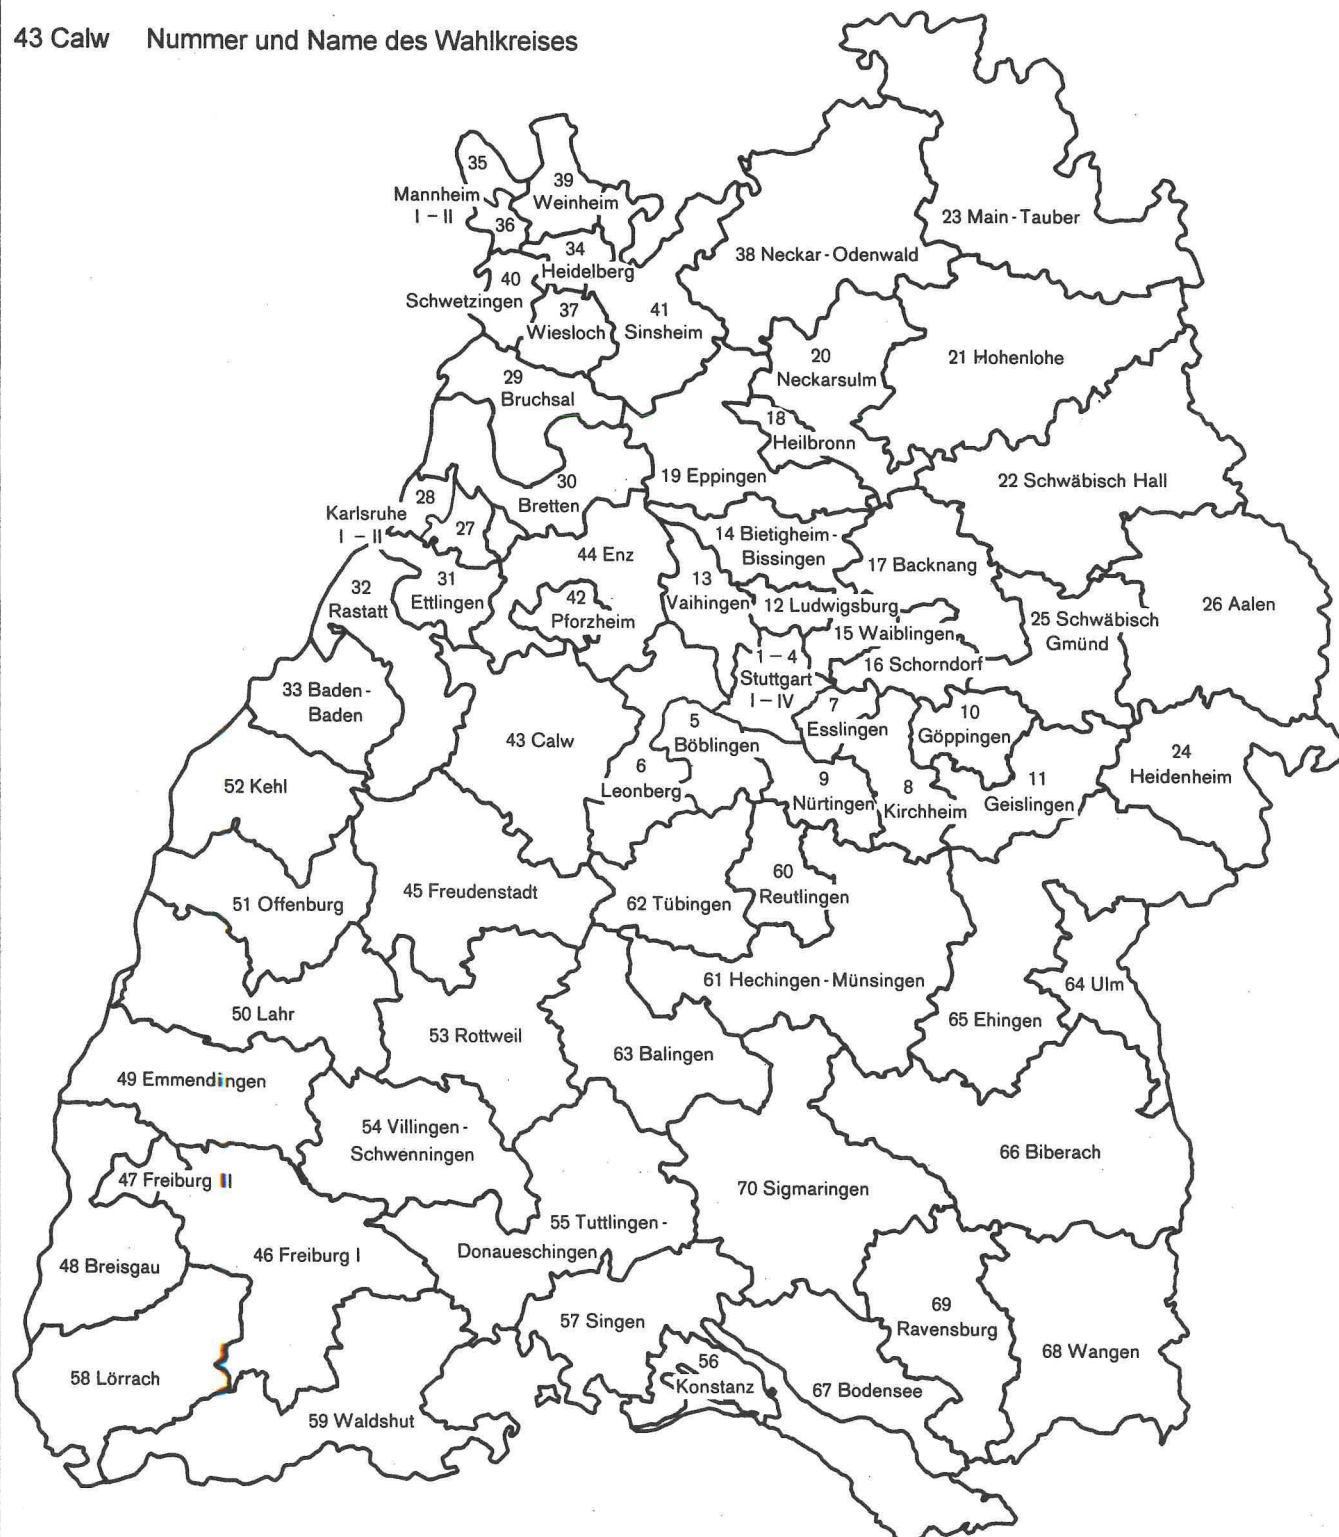 43 Calw Nummer und Name des Wahlkreises
35
Mannheim
I – II
36
39
Weinheim
23 Main - Tauber
34
Heidelberg
38 Neckar - Odenwald
40
Schwetzingen
37
Wiesloch
41
Sinsheim
20
Neckarsulm
21 Hohenlohe
29
Bruchsal
18
Heilbronn
19 Eppingen
22 Schwäbisch Hall
30
Bretten
28
Karlsruhe
I – II
27
14 Bietigheim -
Bissingen
44 Enz
17 Backnang
13
Vaihingen
31
Ettlingen
32
Rastatt
42
Pforzheim
12 Ludwigsburg
15 Waiblingen
25 Schwäbisch
Gmünd
26 Aalen
16 Schorndorf
1 – 4
Stuttgart
I – IV
33 Baden -
Baden
7
Esslingen
10
Göppingen
5
Böblingen
43 Calw
24
Heidenheim
6
Leonberg
9
Nürtingen
8
Kirchheim
11
Geislingen
52 Kehl
60
Reutlingen
45 Freudenstadt
62 Tübingen
51 Offenburg
61 Hechingen - Münsingen
64 Ulm
50 Lahr
65 Ehingen
53 Rottweil
63 Balingen
49 Emmendingen
54 Villingen -
Schwenningen
66 Biberach
47 Freiburg II
70 Sigmaringen
55 Tuttlingen -
Donaueschingen
46 Freiburg I
48 Breisgau
69
Ravensburg
57 Singen
68 Wangen
56
Konstanz
58 Lörrach
67 Bodensee
59 Waldshut